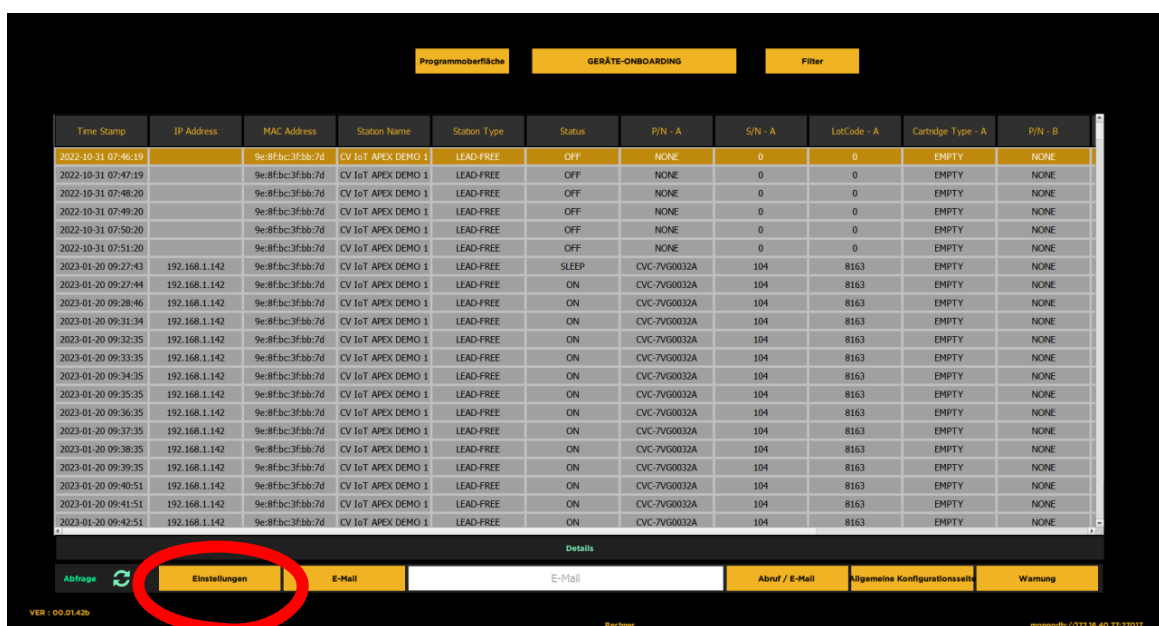 Programmoberfläche GERÄTE-ONBOARDING Filter
Time Stamp IP Address MAC Address Station Name Station Type Status P/N - A S/N - A LotCode - A Cartridge Type - A P/N - B
2022-10-31 07:46:19 9e:8f:bc:3f:bb:7d CV IoT APEX DEMO 1 LEAD-FREE OFF NONE 0 0 EMPTY NONE
2022-10-31 07:47:19 9e:8f:bc:3f:bb:7d CV IoT APEX DEMO 1 LEAD-FREE OFF NONE 0 0 EMPTY NONE
2022-10-31 07:48:20 9e:8f:bc:3f:bb:7d CV IoT APEX DEMO 1 LEAD-FREE OFF NONE 0 0 EMPTY NONE
2022-10-31 07:49:20 9e:8f:bc:3f:bb:7d CV IoT APEX DEMO 1 LEAD-FREE OFF NONE 0 0 EMPTY NONE
2022-10-31 07:50:20 9e:8f:bc:3f:bb:7d CV IoT APEX DEMO 1 LEAD-FREE OFF NONE 0 0 EMPTY NONE
2022-10-31 07:51:20 9e:8f:bc:3f:bb:7d CV IoT APEX DEMO 1 LEAD-FREE OFF NONE 0 0 EMPTY NONE
2023-01-20 09:27:43 192.168.1.142 9e:8f:bc:3f:bb:7d CV IoT APEX DEMO 1 LEAD-FREE SLEEP CVC-7VG0032A 104 8163 EMPTY NONE
2023-01-20 09:27:44 192.168.1.142 9e:8f:bc:3f:bb:7d CV IoT APEX DEMO 1 LEAD-FREE ON CVC-7VG0032A 104 8163 EMPTY NONE
2023-01-20 09:28:46 192.168.1.142 9e:8f:bc:3f:bb:7d CV IoT APEX DEMO 1 LEAD-FREE ON CVC-7VG0032A 104 8163 EMPTY NONE
2023-01-20 09:31:34 192.168.1.142 9e:8f:bc:3f:bb:7d CV IoT APEX DEMO 1 LEAD-FREE ON CVC-7VG0032A 104 8163 EMPTY NONE
2023-01-20 09:32:35 192.168.1.142 9e:8f:bc:3f:bb:7d CV IoT APEX DEMO 1 LEAD-FREE ON CVC-7VG0032A 104 8163 EMPTY NONE
2023-01-20 09:33:35 192.168.1.142 9e:8f:bc:3f:bb:7d CV IoT APEX DEMO 1 LEAD-FREE ON CVC-7VG0032A 104 8163 EMPTY NONE
2023-01-20 09:34:35 192.168.1.142 9e:8f:bc:3f:bb:7d CV IoT APEX DEMO 1 LEAD-FREE ON CVC-7VG0032A 104 8163 EMPTY NONE
2023-01-20 09:35:35 192.168.1.142 9e:8f:bc:3f:bb:7d CV IoT APEX DEMO 1 LEAD-FREE ON CVC-7VG0032A 104 8163 EMPTY NONE
2023-01-20 09:36:35 192.168.1.142 9e:8f:bc:3f:bb:7d CV IoT APEX DEMO 1 LEAD-FREE ON CVC-7VG0032A 104 8163 EMPTY NONE
2023-01-20 09:37:35 192.168.1.142 9e:8f:bc:3f:bb:7d CV IoT APEX DEMO 1 LEAD-FREE ON CVC-7VG0032A 104 8163 EMPTY NONE
2023-01-20 09:38:35 192.168.1.142 9e:8f:bc:3f:bb:7d CV IoT APEX DEMO 1 LEAD-FREE ON CVC-7VG0032A 104 8163 EMPTY NONE
2023-01-20 09:39:35 192.168.1.142 9e:8f:bc:3f:bb:7d CV IoT APEX DEMO 1 LEAD-FREE ON CVC-7VG0032A 104 8163 EMPTY NONE
2023-01-20 09:40:51 192.168.1.142 9e:8f:bc:3f:bb:7d CV IoT APEX DEMO 1 LEAD-FREE ON CVC-7VG0032A 104 8163 EMPTY NONE
2023-01-20 09:41:51 192.168.1.142 9e:8f:bc:3f:bb:7d CV IoT APEX DEMO 1 LEAD-FREE ON CVC-7VG0032A 104 8163 EMPTY NONE
2023-01-20 09:42:51 192.168.1.142 9e:8f:bc:3f:bb:7d CV IoT APEX DEMO 1 LEAD-FREE ON CVC-7VG0032A 104 8163 EMPTY NONE
Details
Abfrage Einstellungen E-Mail E-Mail Abruf / E-Mail Allgemeine Konfigurationsseite Warnung
VER : 00.01.42b
Rechner mongodb://172.16.40.77:27017